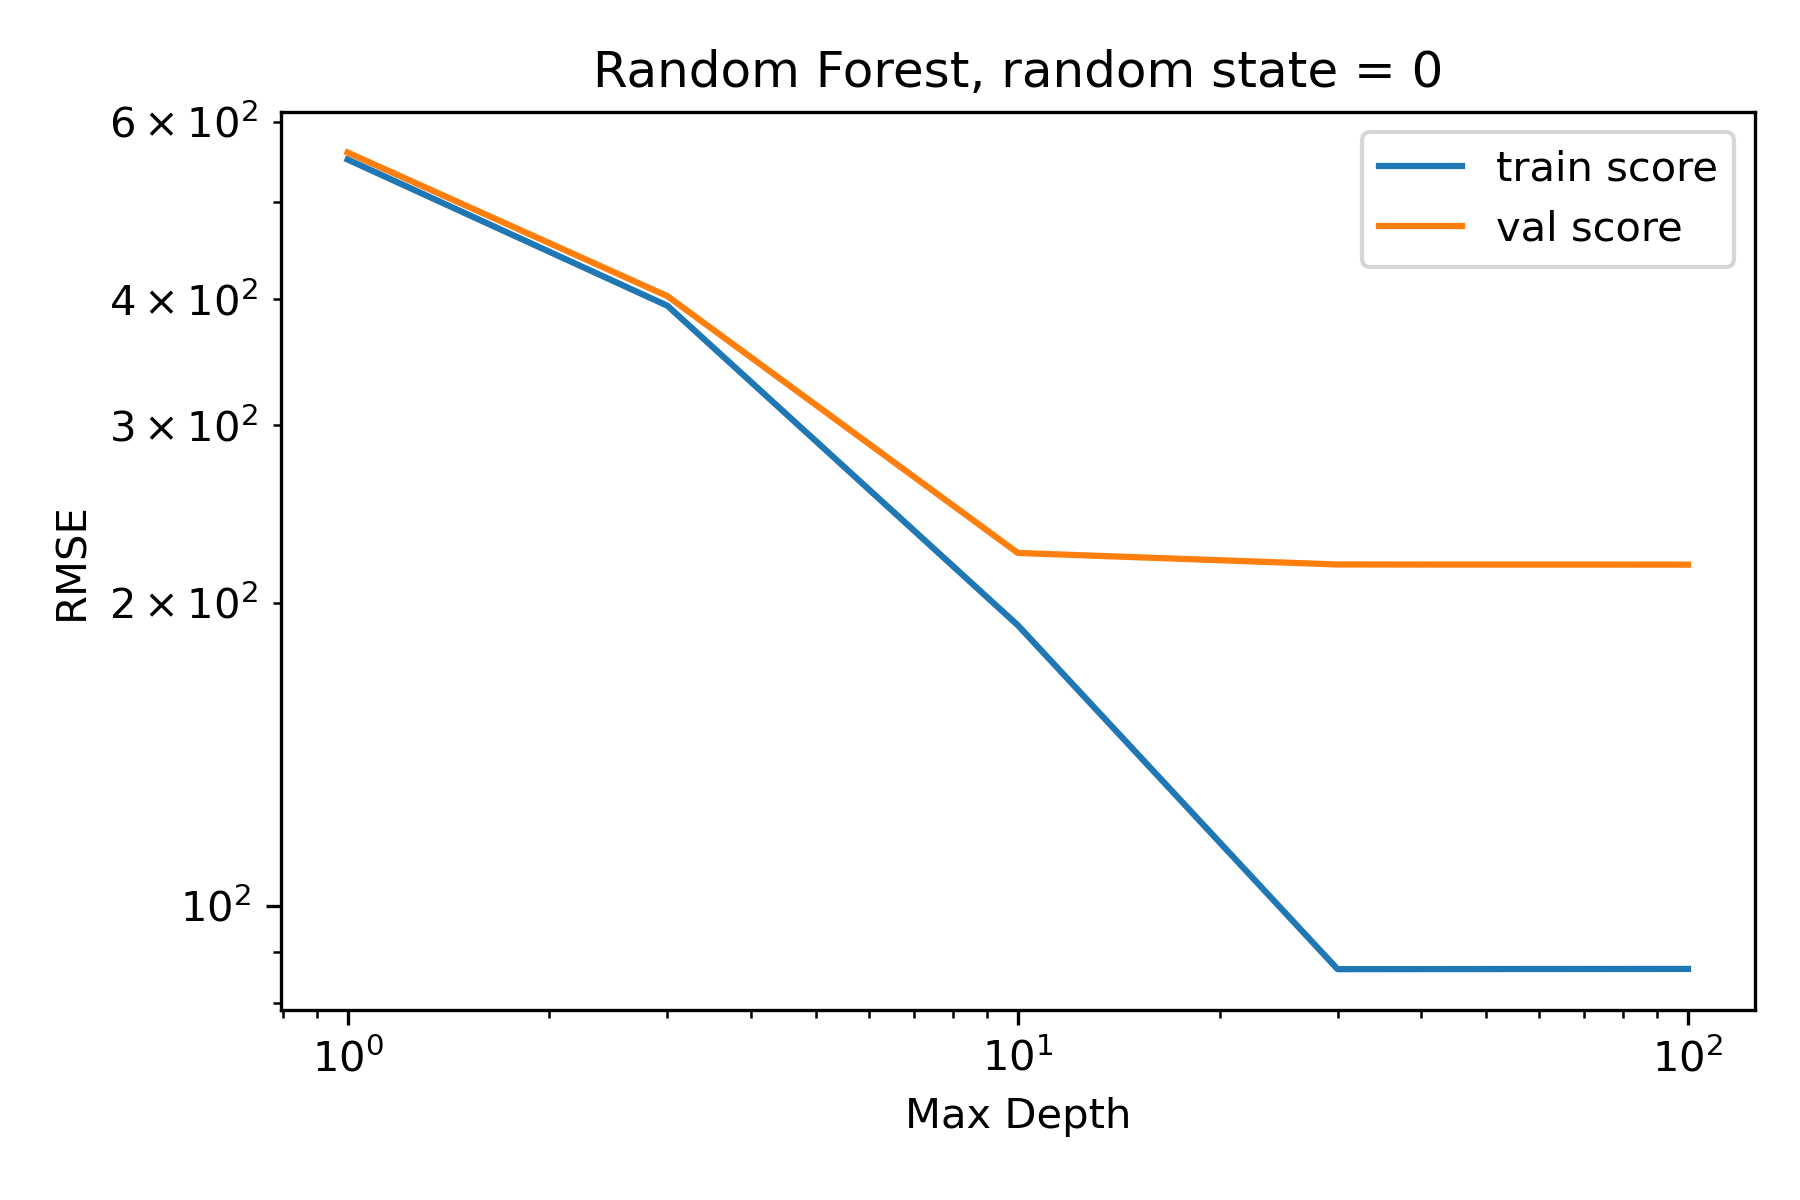 Random Forest, random state = 0
train score
val score
6 × 10²
4 × 10²
3 × 10²
2 × 10²
10²
RMSE
10⁰ 10¹ 10²
Max Depth